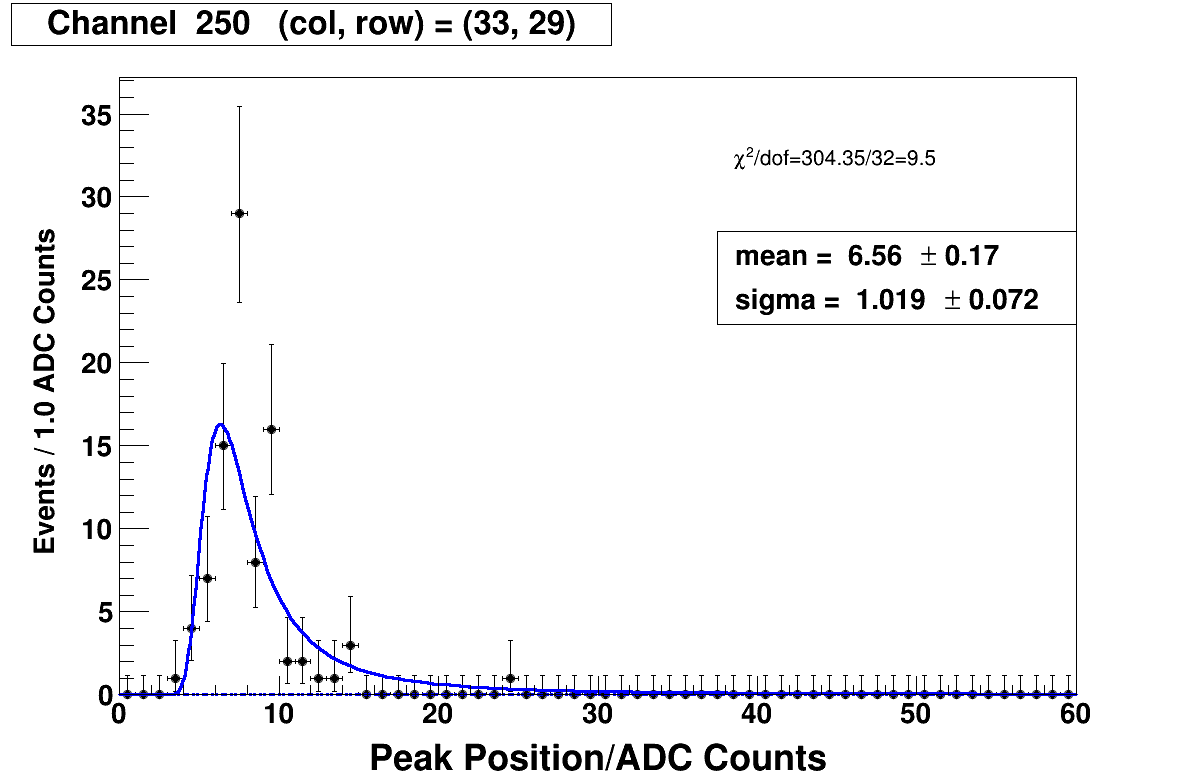 Channel 250 (col, row) = (33, 29)
35
30
25
20
15
10
5
0
Events / 1.0 ADC Counts
χ²/dof=304.35/32=9.5
mean = 6.56 ± 0.17
sigma = 1.019 ± 0.072
0 10 20 30 40 50 60
Peak Position/ADC Counts